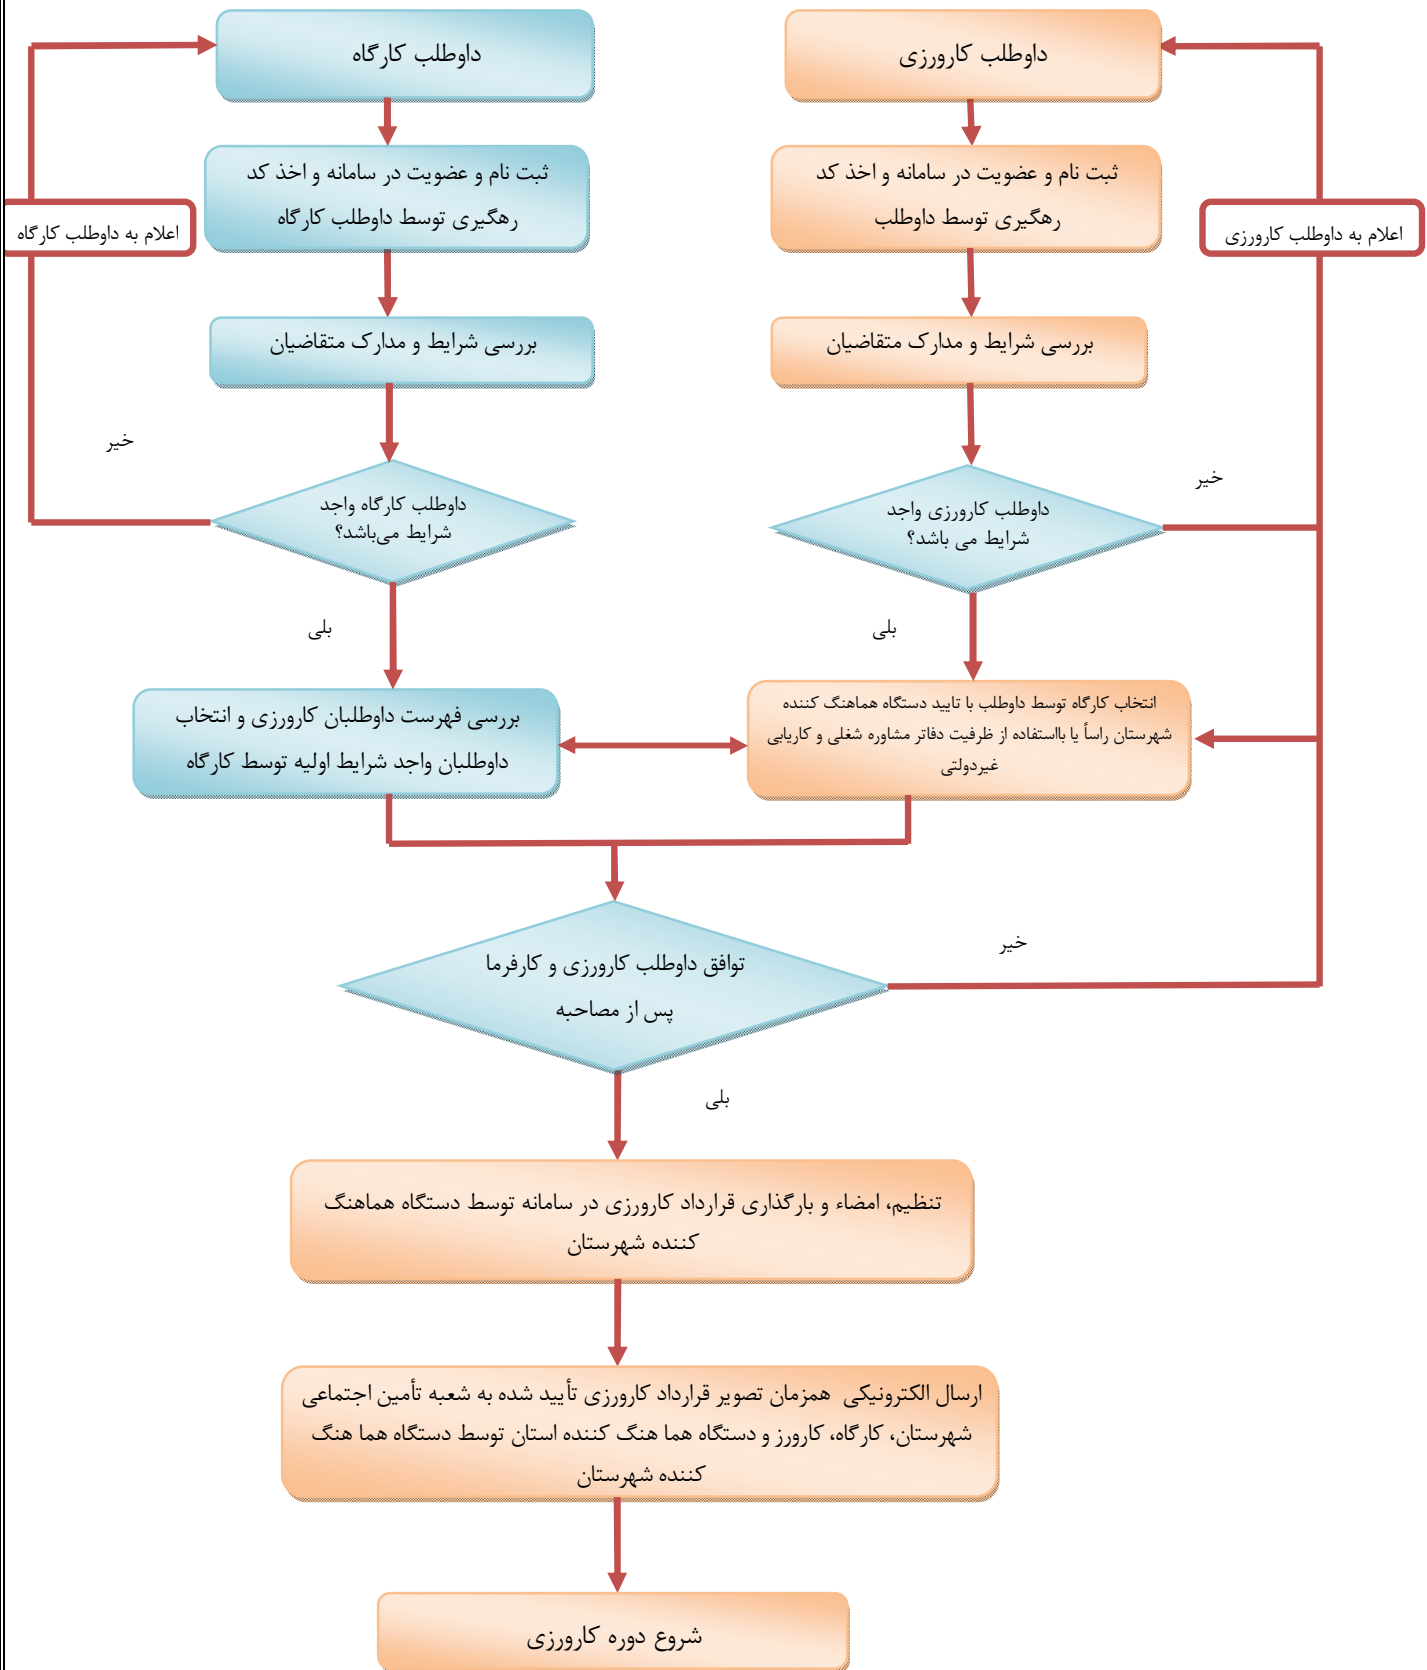 داوطلب کارورزی
داوطلب کارگاه
ثبت نام و عضویت در سامانه و اخذ کد
رهگیری توسط داوطلب
ثبت نام و عضویت در سامانه و اخذ کد
رهگیری توسط داوطلب کارگاه
اعلام به داوطلب کارورزی
اعلام به داوطلب کارگاه
بررسی شرایط و مدارک متقاضیان
بررسی شرایط و مدارک متقاضیان
خیر
خیر
داوطلب کارورزی واجد
شرایط می باشد؟
داوطلب کارگاه واجد
شرایط می‌باشد؟
بلی
بلی
انتخاب کارگاه توسط داوطلب با تایید دستگاه هماهنگ کننده
شهرستان راساً یا بااستفاده از ظرفیت دفاتر مشاوره شغلی و کاریابی
غیردولتی
بررسی فهرست داوطلبان کارورزی و انتخاب
داوطلبان واجد شرایط اولیه توسط کارگاه
توافق داوطلب کارورزی و کارفرما
پس از مصاحبه
خیر
بلی
تنظیم، امضاء و بارگذاری قرارداد کارورزی در سامانه توسط دستگاه هماهنگ
کننده شهرستان
ارسال الکترونیکی همزمان تصویر قرارداد کارورزی تأیید شده به شعبه تأمین اجتماعی
شهرستان، کارگاه، کارورز و دستگاه هما هنگ کننده استان توسط دستگاه هما هنگ
کننده شهرستان
شروع دوره کارورزی